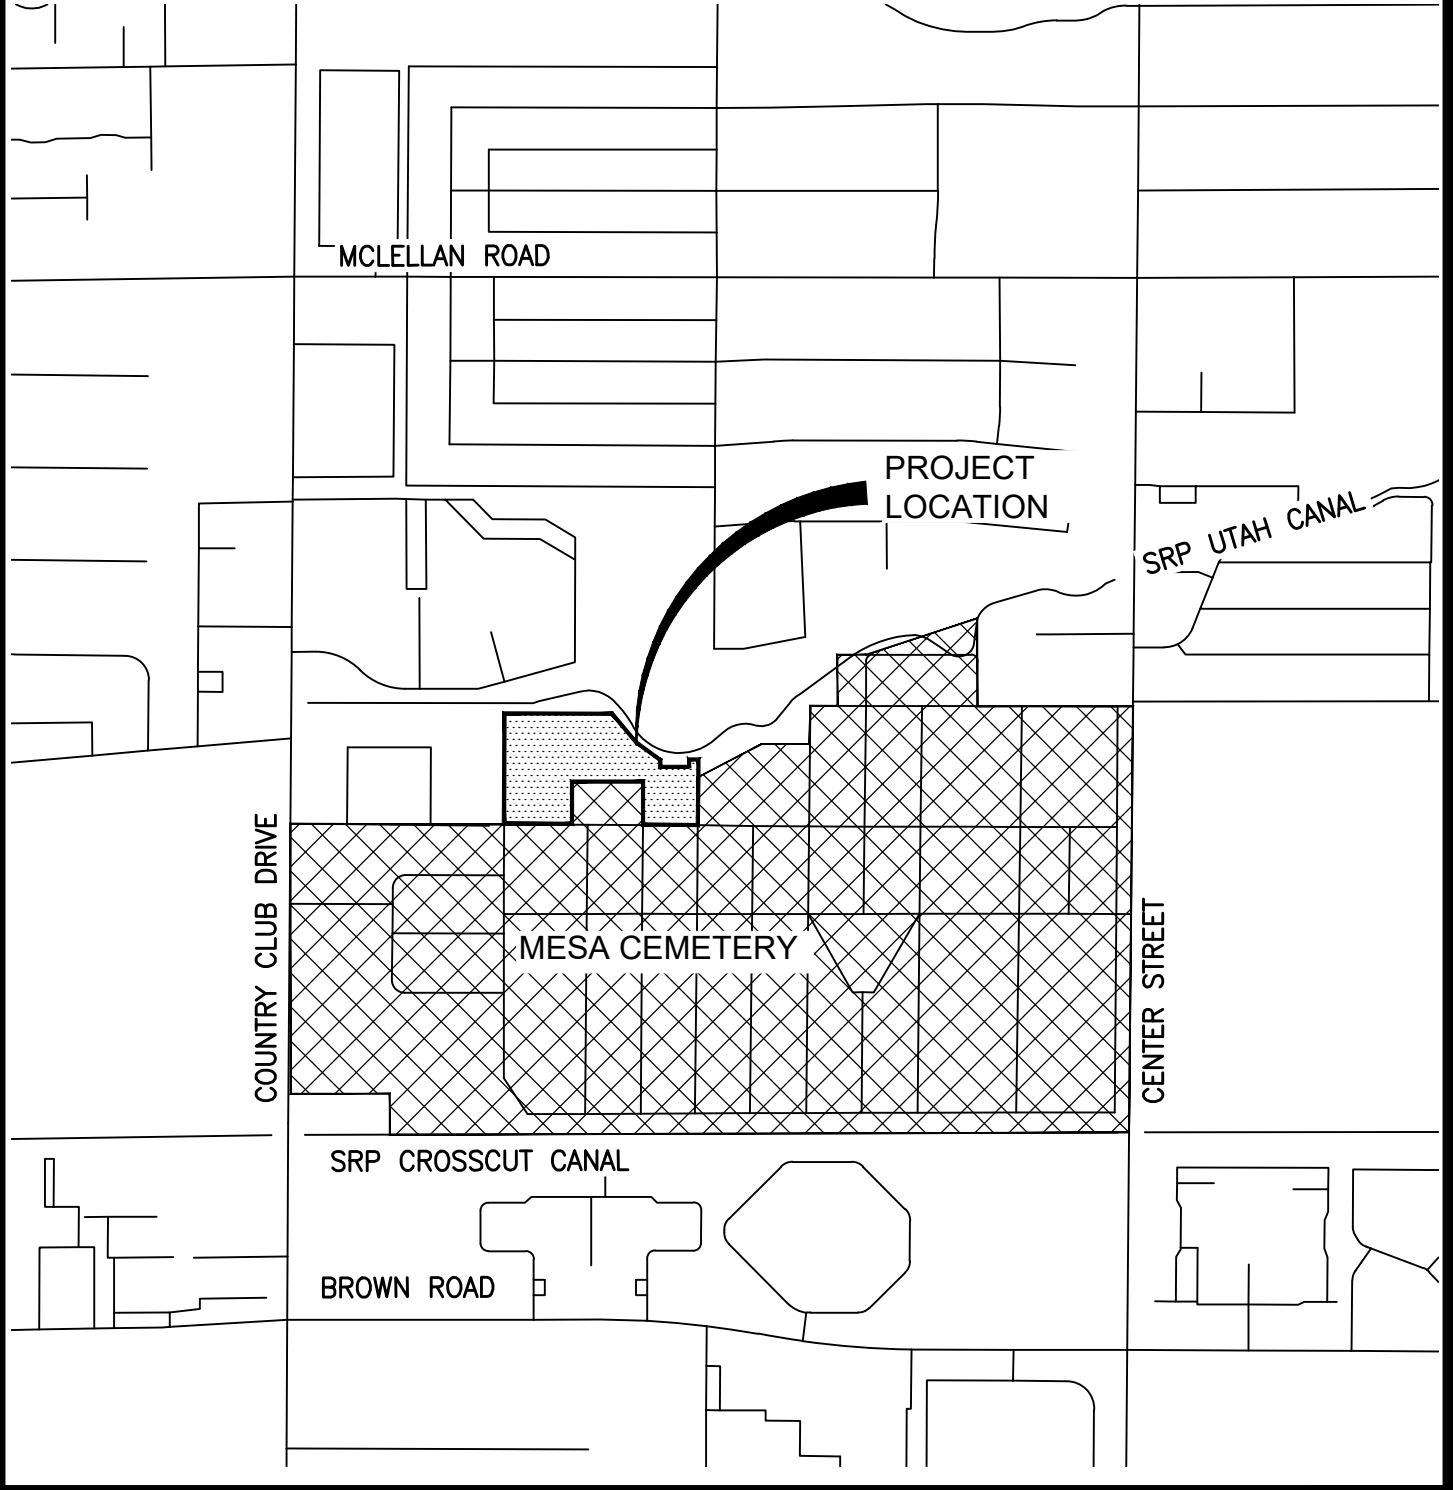 MCLELLAN ROAD
PROJECT
LOCATION
SRP UTAH CANAL
COUNTRY CLUB DRIVE
MESA CEMETERY
CENTER STREET
SRP CROSSCUT CANAL
BROWN ROAD